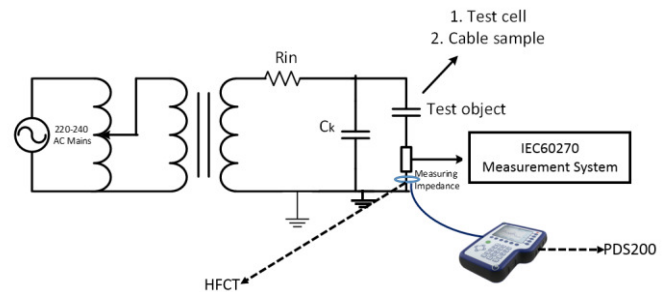 1. Test cell
2. Cable sample
Rin
220-240
AC Mains
Ck
Test object
IEC60270
Measurement System
Measuring
Impedance
HFCT
PDS200